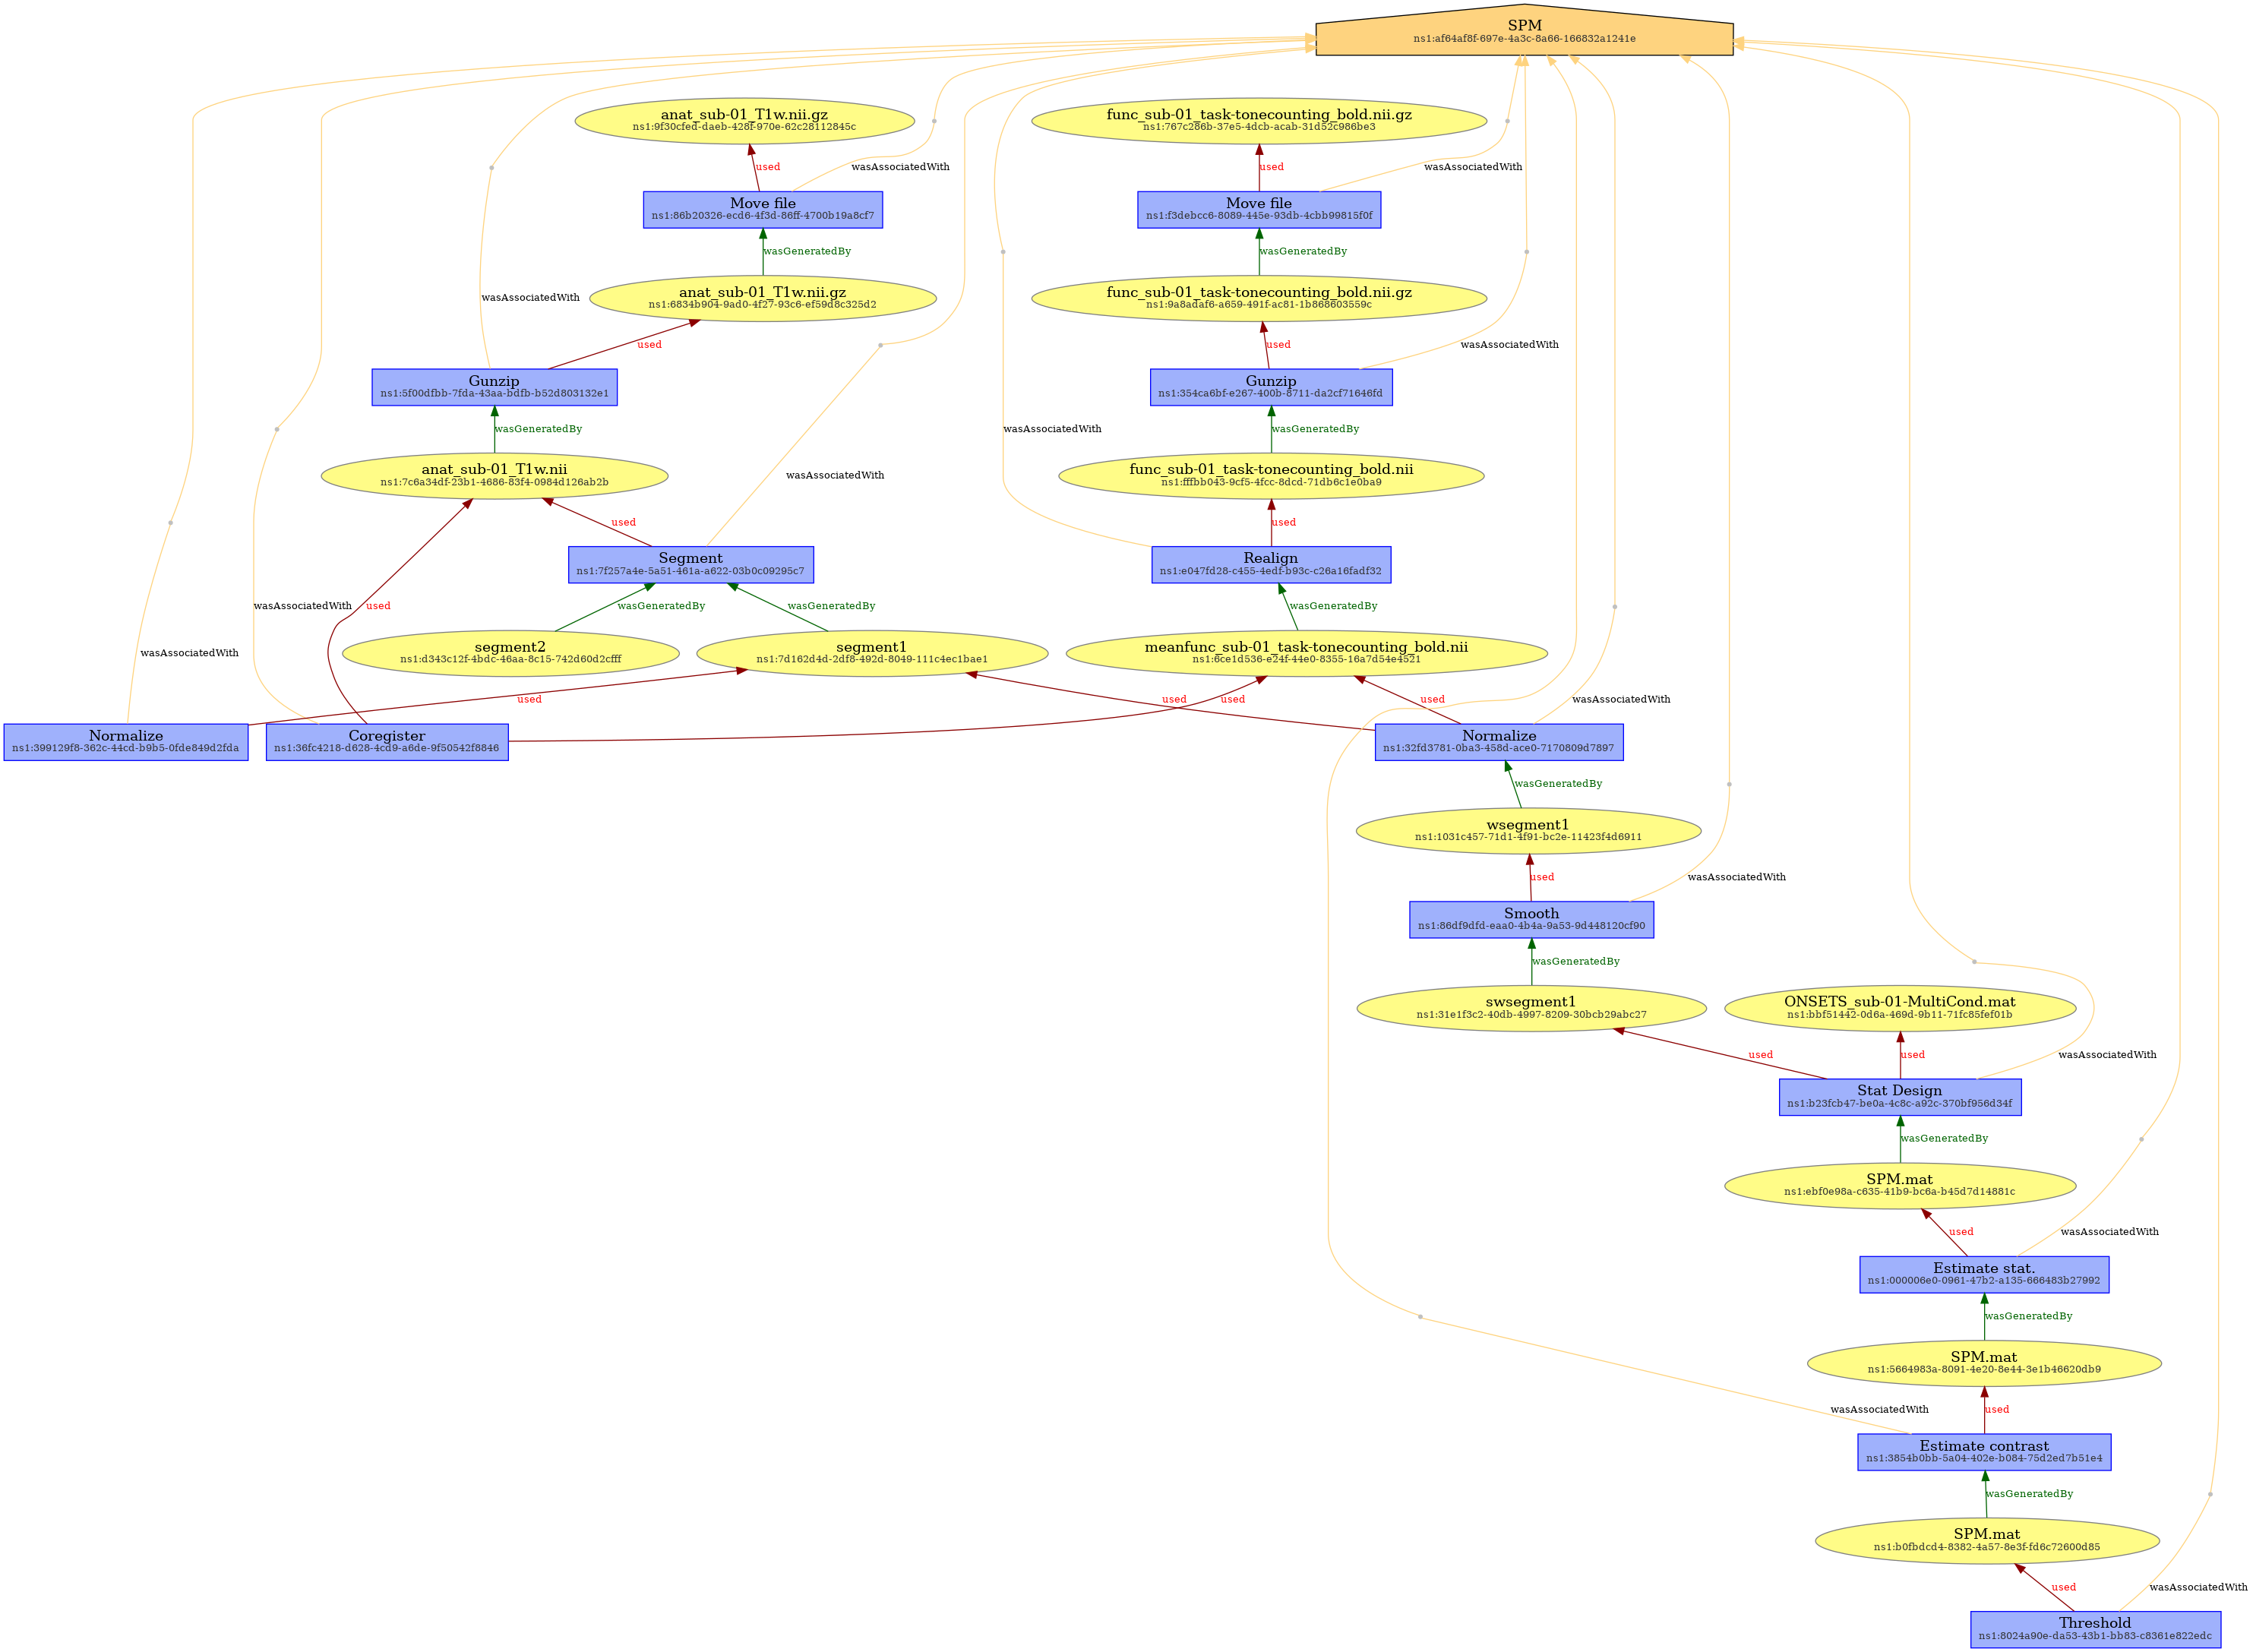 SPM
ns1:af64af8f-697e-4a3c-8a66-166832a1241e
anat_sub-01_T1w.nii.gz
ns1:9f30cfed-daeb-428f-970e-62c28112845c
func_sub-01_task-tonecounting_bold.nii.gz
ns1:767c286b-37e5-4dcb-acab-31d52c986be3
used
wasAssociatedWith
used
wasAssociatedWith
Move file
ns1:86b20326-ecd6-4f3d-86ff-4700b19a8cf7
Move file
ns1:f3debcc6-8089-445e-93db-4cbb99815f0f
wasGeneratedBy
wasGeneratedBy
wasAssociatedWith
anat_sub-01_T1w.nii.gz
ns1:6834b904-9ad0-4f27-93c6-ef59d8c325d2
func_sub-01_task-tonecounting_bold.nii.gz
ns1:9a8adaf6-a659-491f-ac81-1b868603559c
used
used
wasAssociatedWith
Gunzip
ns1:5f00dfbb-7fda-43aa-bdfb-b52d803132e1
Gunzip
ns1:354ca6bf-e267-400b-8711-da2cf71646fd
wasGeneratedBy
wasAssociatedWith
wasGeneratedBy
anat_sub-01_T1w.nii
ns1:7c6a34df-23b1-4686-83f4-0984d126ab2b
wasAssociatedWith
func_sub-01_task-tonecounting_bold.nii
ns1:fffbb043-9cf5-4fcc-8dcd-71db6c1e0ba9
used
used
Segment
ns1:7f257a4e-5a51-461a-a622-03b0c09295c7
Realign
ns1:e047fd28-c455-4edf-b93c-c26a16fadf32
wasAssociatedWith
used
wasGeneratedBy
wasGeneratedBy
wasGeneratedBy
wasAssociatedWith
segment2
ns1:d343c12f-4bdc-46aa-8c15-742d60d2cfff
segment1
ns1:7d162d4d-2df8-492d-8049-111c4ec1bae1
meanfunc_sub-01_task-tonecounting_bold.nii
ns1:6ce1d536-e24f-44e0-8355-16a7d54e4521
used
used
used
used
wasAssociatedWith
Normalize
ns1:399129f8-362c-44cd-b9b5-0fde849d2fda
Coregister
ns1:36fc4218-d628-4cd9-a6de-9f50542f8846
Normalize
ns1:32fd3781-0ba3-458d-ace0-7170809d7897
wasGeneratedBy
wsegment1
ns1:1031c457-71d1-4f91-bc2e-11423f4d6911
used
wasAssociatedWith
Smooth
ns1:86df9dfd-eaa0-4b4a-9a53-9d448120cf90
wasGeneratedBy
swsegment1
ns1:31e1f3c2-40db-4997-8209-30bcb29abc27
ONSETS_sub-01-MultiCond.mat
ns1:bbf51442-0d6a-469d-9b11-71fc85fef01b
used
used
wasAssociatedWith
Stat Design
ns1:b23fcb47-be0a-4c8c-a92c-370bf956d34f
wasGeneratedBy
SPM.mat
ns1:ebf0e98a-c635-41b9-bc6a-b45d7d14881c
used
wasAssociatedWith
Estimate stat.
ns1:000006e0-0961-47b2-a135-666483b27992
wasGeneratedBy
SPM.mat
ns1:5664983a-8091-4e20-8e44-3e1b46620db9
wasAssociatedWith
used
Estimate contrast
ns1:3854b0bb-5a04-402e-b084-75d2ed7b51e4
wasGeneratedBy
SPM.mat
ns1:b0fbdcd4-8382-4a57-8e3f-fd6c72600d85
used
wasAssociatedWith
Threshold
ns1:8024a90e-da53-43b1-bb83-c8361e822edc